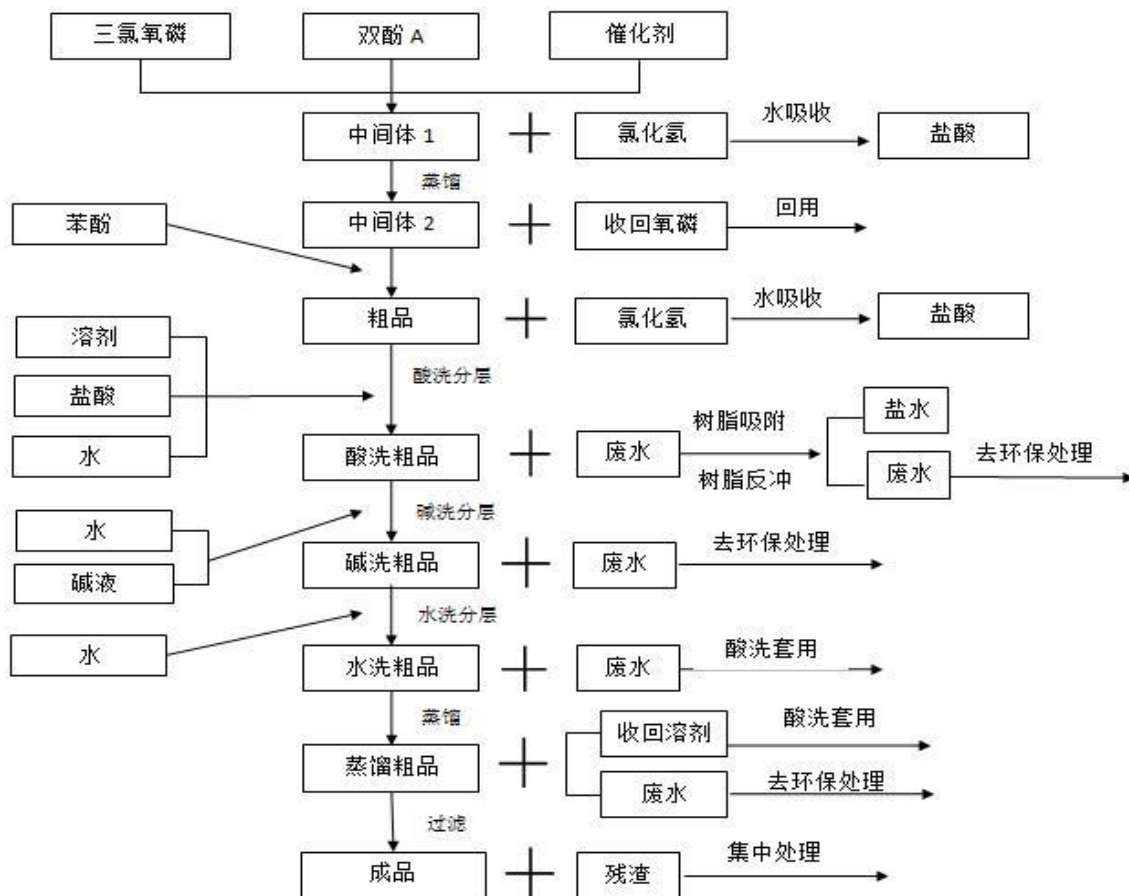 三氯氧磷
双酚 A
催化剂
中间体 1
氯化氢
水吸收
盐酸
蒸馏
苯酚
中间体 2
收回氧磷
回用
粗品
氯化氢
水吸收
盐酸
溶剂
盐酸
水
酸洗分层
酸洗粗品
废水
树脂吸附
树脂反冲
盐水
废水
去环保处理
水
碱液
碱洗分层
碱洗粗品
废水
去环保处理
水
水洗分层
水洗粗品
废水
酸洗套用
蒸馏
蒸馏粗品
收回溶剂
酸洗套用
废水
去环保处理
过滤
成品
残渣
集中处理